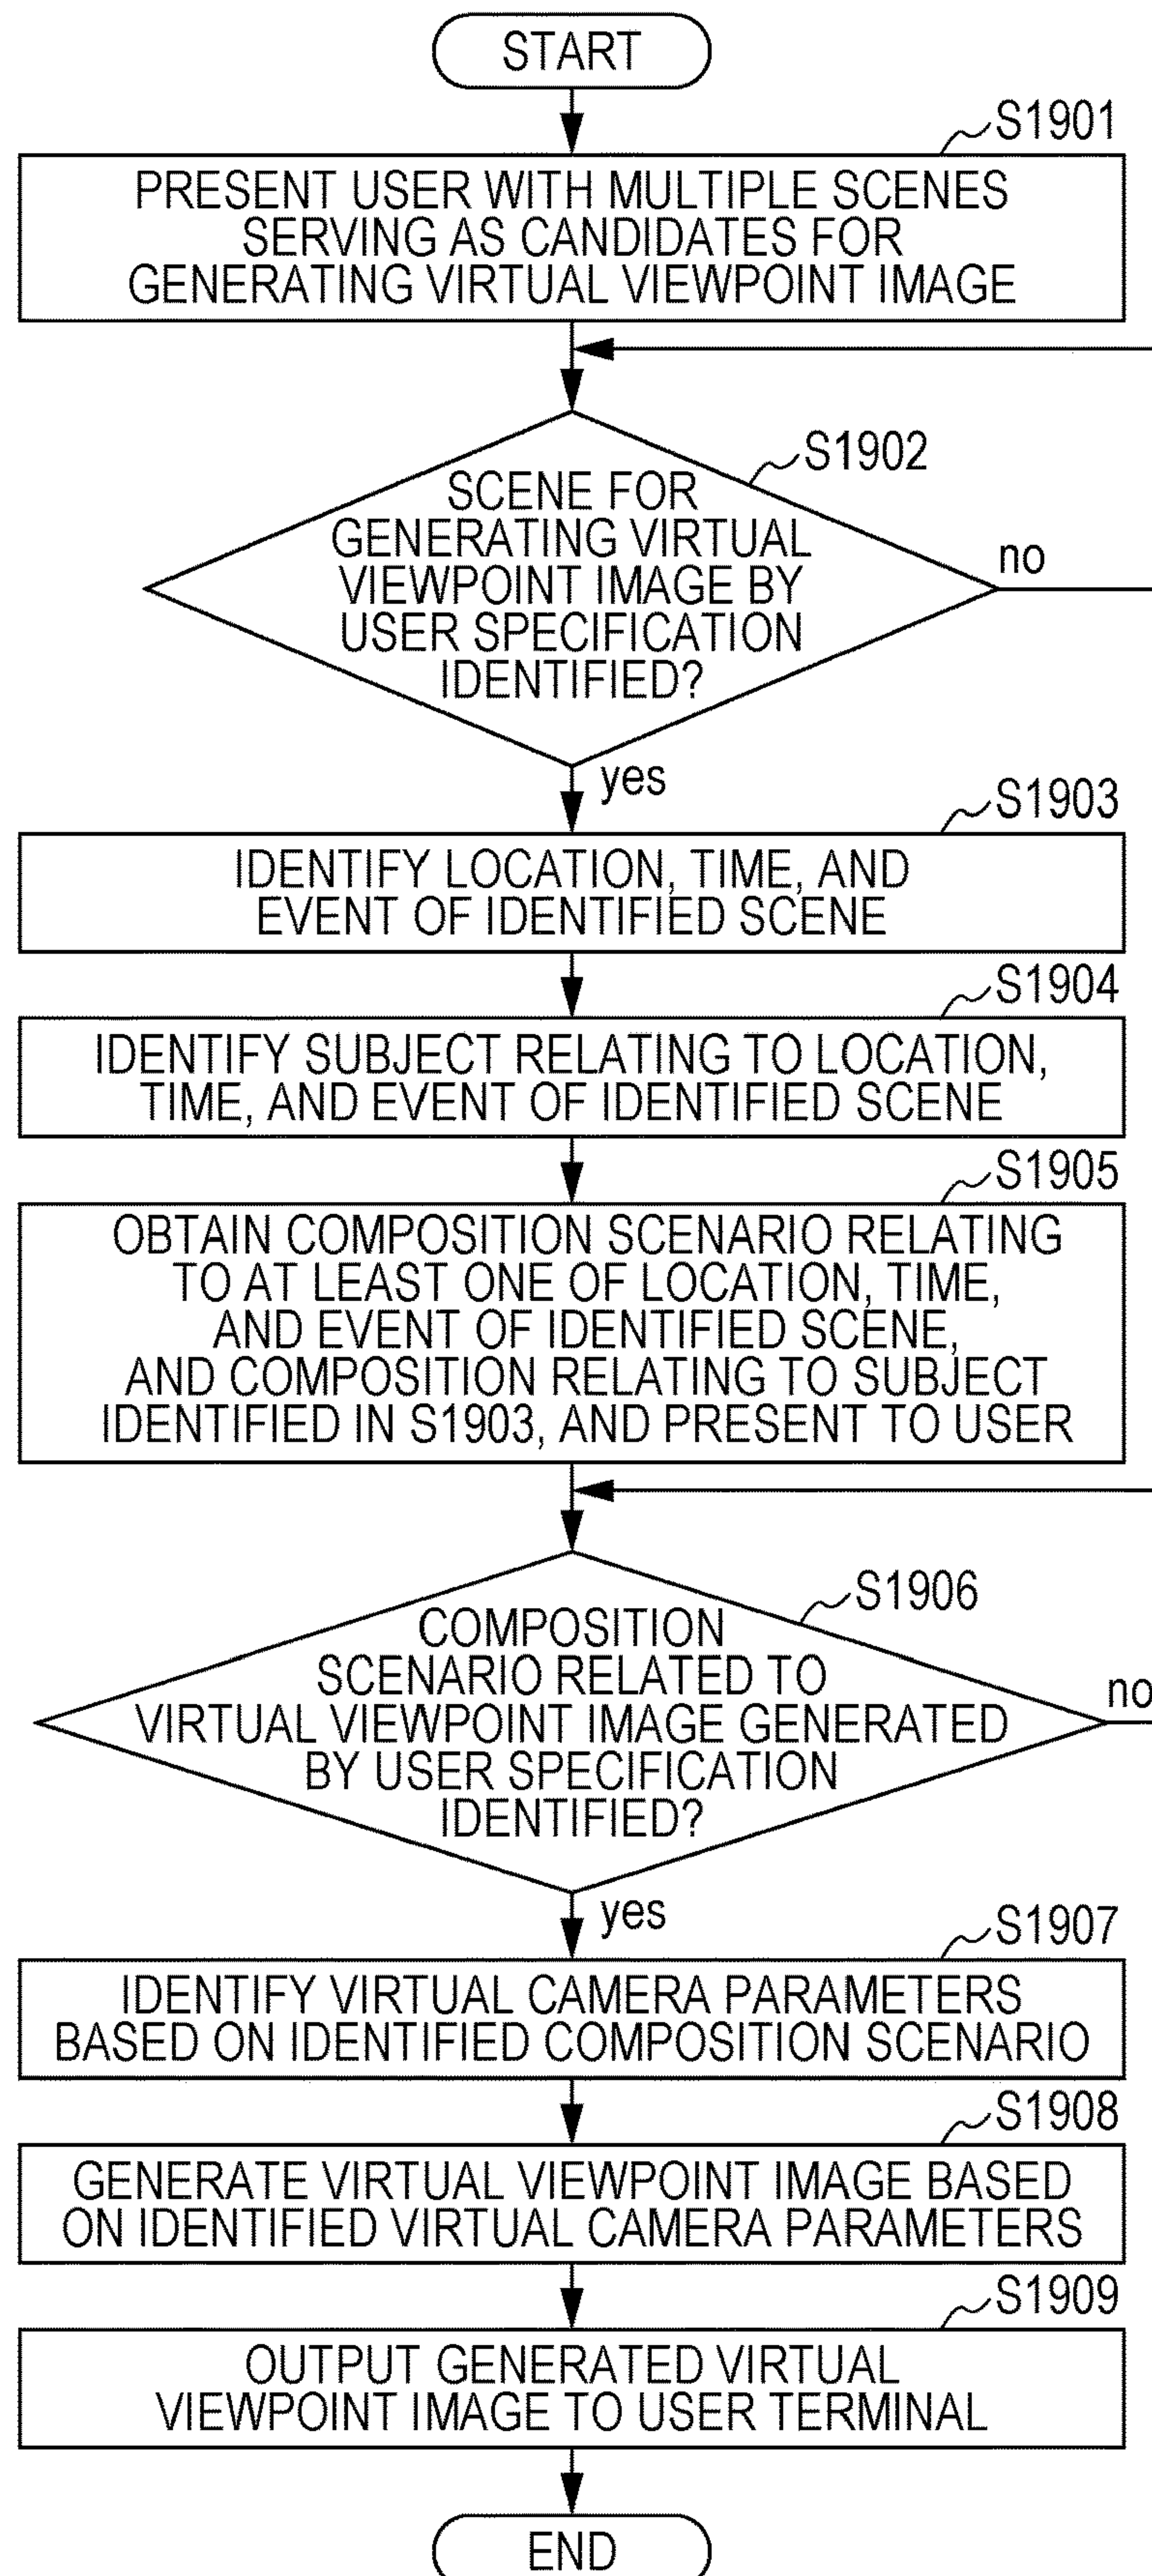 START
S1901
PRESENT USER WITH MULTIPLE SCENES
SERVING AS CANDIDATES FOR
GENERATING VIRTUAL VIEWPOINT IMAGE
S1902
SCENE FOR
GENERATING VIRTUAL
VIEWPOINT IMAGE BY
USER SPECIFICATION
IDENTIFIED?
no
yes
S1903
IDENTIFY LOCATION, TIME, AND
EVENT OF IDENTIFIED SCENE
S1904
IDENTIFY SUBJECT RELATING TO LOCATION,
TIME, AND EVENT OF IDENTIFIED SCENE
S1905
OBTAIN COMPOSITION SCENARIO RELATING
TO AT LEAST ONE OF LOCATION, TIME,
AND EVENT OF IDENTIFIED SCENE,
AND COMPOSITION RELATING TO SUBJECT
IDENTIFIED IN S1903, AND PRESENT TO USER
S1906
COMPOSITION
SCENARIO RELATED TO
VIRTUAL VIEWPOINT IMAGE GENERATED
BY USER SPECIFICATION
IDENTIFIED?
no
yes
S1907
IDENTIFY VIRTUAL CAMERA PARAMETERS
BASED ON IDENTIFIED COMPOSITION SCENARIO
S1908
GENERATE VIRTUAL VIEWPOINT IMAGE BASED
ON IDENTIFIED VIRTUAL CAMERA PARAMETERS
S1909
OUTPUT GENERATED VIRTUAL
VIEWPOINT IMAGE TO USER TERMINAL
END